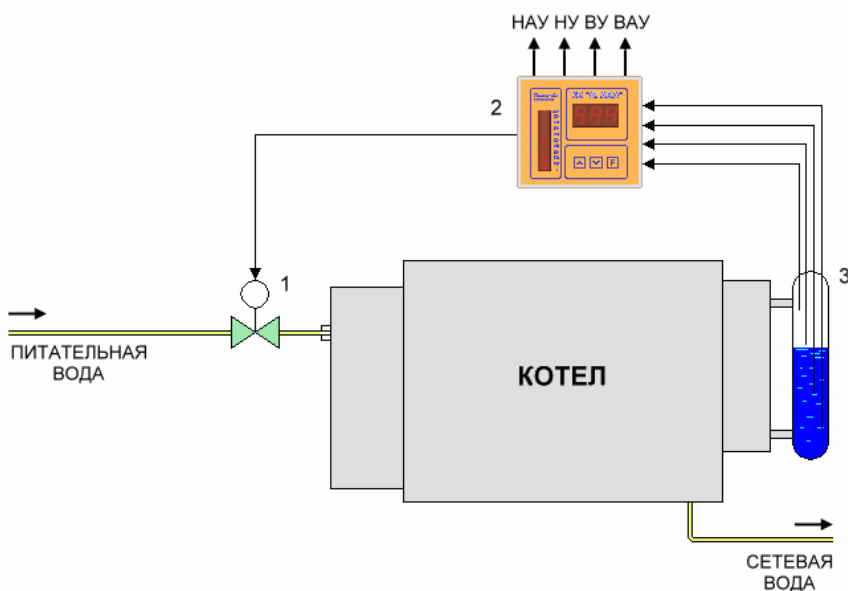 НАУ НУ ВУ ВАУ
2
F
1
3
ПИТАТЕЛЬНАЯ
ВОДА
КОТЕЛ
СЕТЕВАЯ
ВОДА